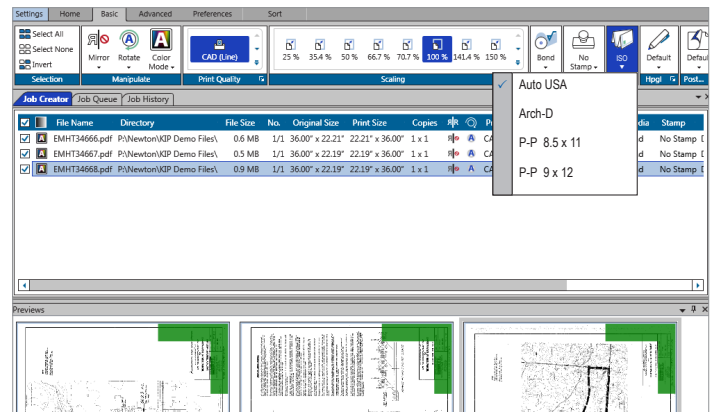 Settings Home Basic Advanced Preferences Sort
Select All
Select None
Invert
Selection
Mirror Rotate Color Mode
Manipulate
CAD (Line)
Print Quality
25 % 35.4 % 50 % 66.7 % 70.7 % 100 % 141.4 % 150 %
Scaling
Bond
No Stamp
ISO
Default
Hpgl
Defaul
Post...
Auto USA
Arch-D
P-P 8.5 x 11
P-P 9 x 12
Job Creator Job Queue Job History
File Name Directory File Size No. Original Size Print Size Copies Pr dia Stamp
EMHT34666.pdf P:\Newton\KIP Demo Files\ 0.6 MB 1/1 36.00" x 22.21" 22.21" x 36.00" 1 x 1 CA d No Stamp D
EMHT34667.pdf P:\Newton\KIP Demo Files\ 0.5 MB 1/1 36.00" x 22.19" 22.19" x 36.00" 1 x 1 CA d No Stamp D
EMHT34668.pdf P:\Newton\KIP Demo Files\ 0.9 MB 1/1 36.00" x 22.19" 22.19" x 36.00" 1 x 1 CA d No Stamp D
Previews